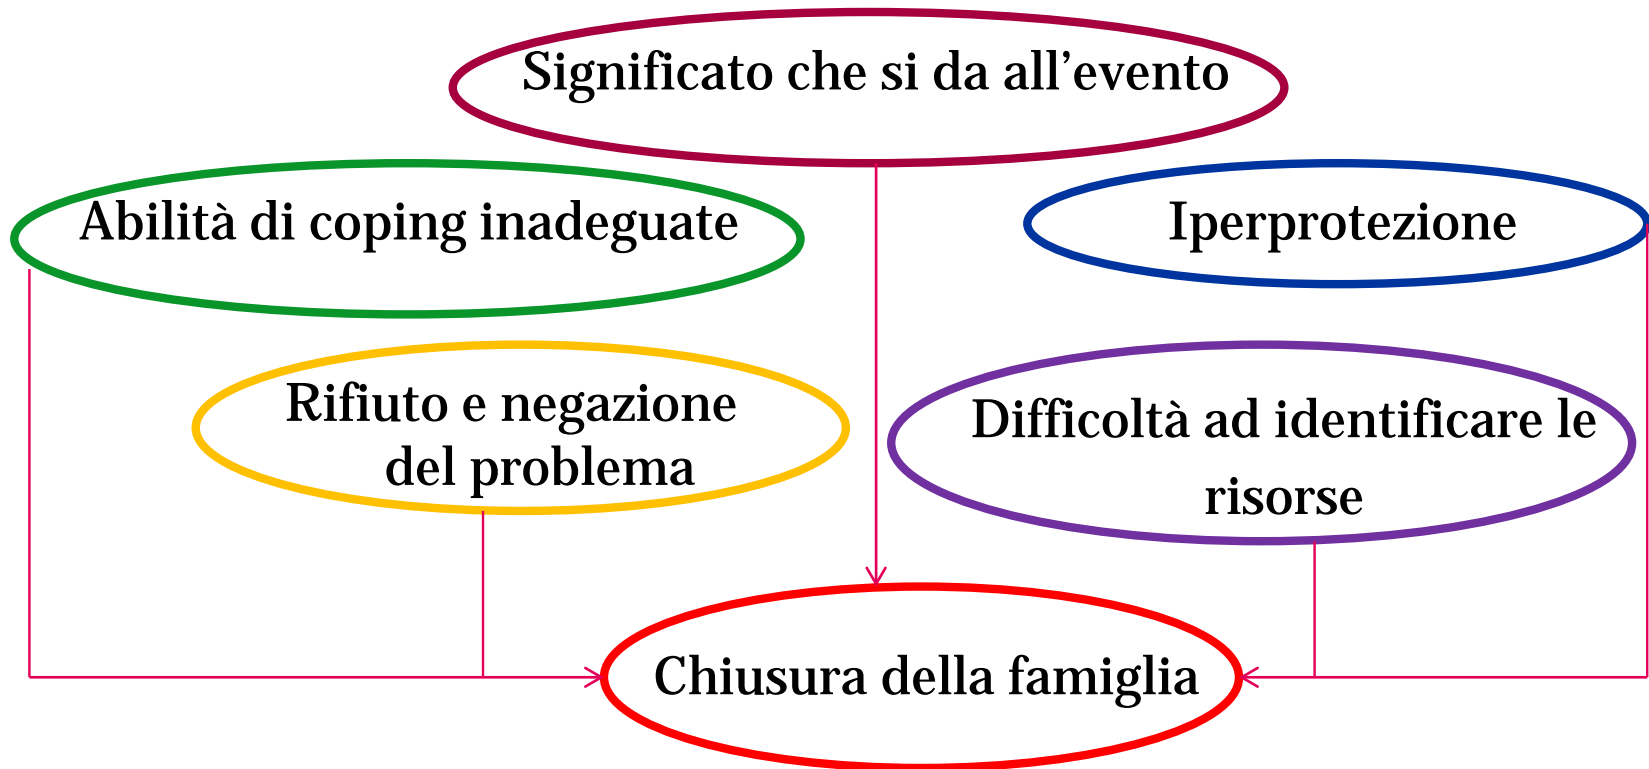 Significato che si da all’evento
Abilità di coping inadeguate
Iperprotezione
Rifiuto e negazione
del problema
Difficoltà ad identificare le
risorse
Chiusura della famiglia